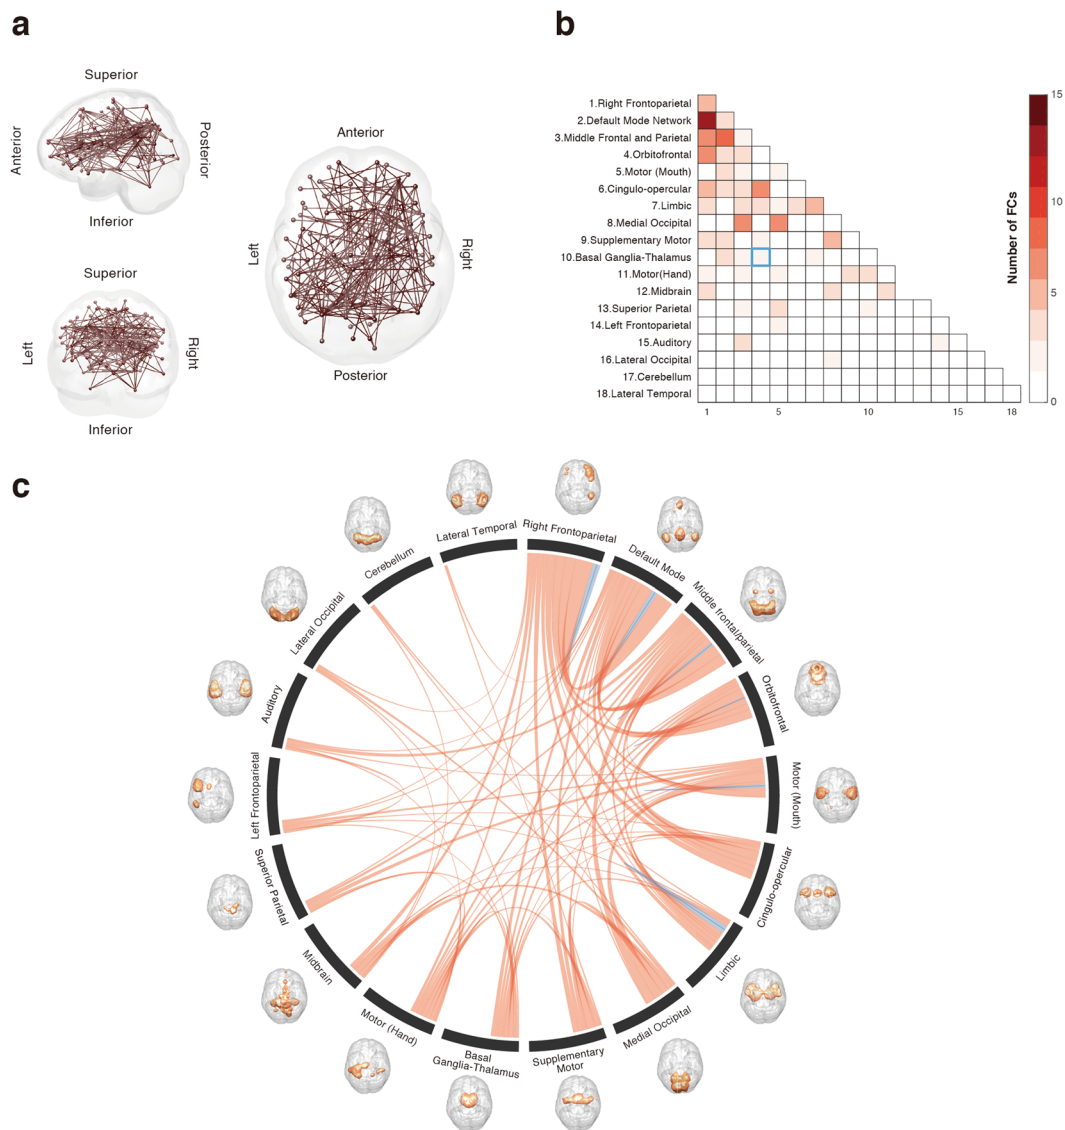 a
Superior
Anterior
Posterior
Inferior
Superior
Left
Right
Inferior
Anterior
Left
Right
Posterior
b
1.Right Frontoparietal
2.Default Mode Network
3.Middle Frontal and Parietal
4.Orbitofrontal
5.Motor (Mouth)
6.Cingulo-opercular
7.Limbic
8.Medial Occipital
9.Supplementary Motor
10.Basal Ganglia-Thalamus
11.Motor(Hand)
12.Midbrain
13.Superior Parietal
14.Left Frontoparietal
15.Auditory
16.Lateral Occipital
17.Cerebellum
18.Lateral Temporal
1 5 10 15 18
Number of FCs
15
10
5
0
c
Right Frontoparietal
Default Mode
Middle frontal/parietal
Orbitofrontal
Motor (Mouth)
Cingulo-opercular
Limbic
Medial Occipital
Supplementary
Motor
Basal
Ganglia-Thalamus
Motor (Hand)
Midbrain
Superior Parietal
Left Frontoparietal
Auditory
Lateral Occipital
Cerebellum
Lateral Temporal